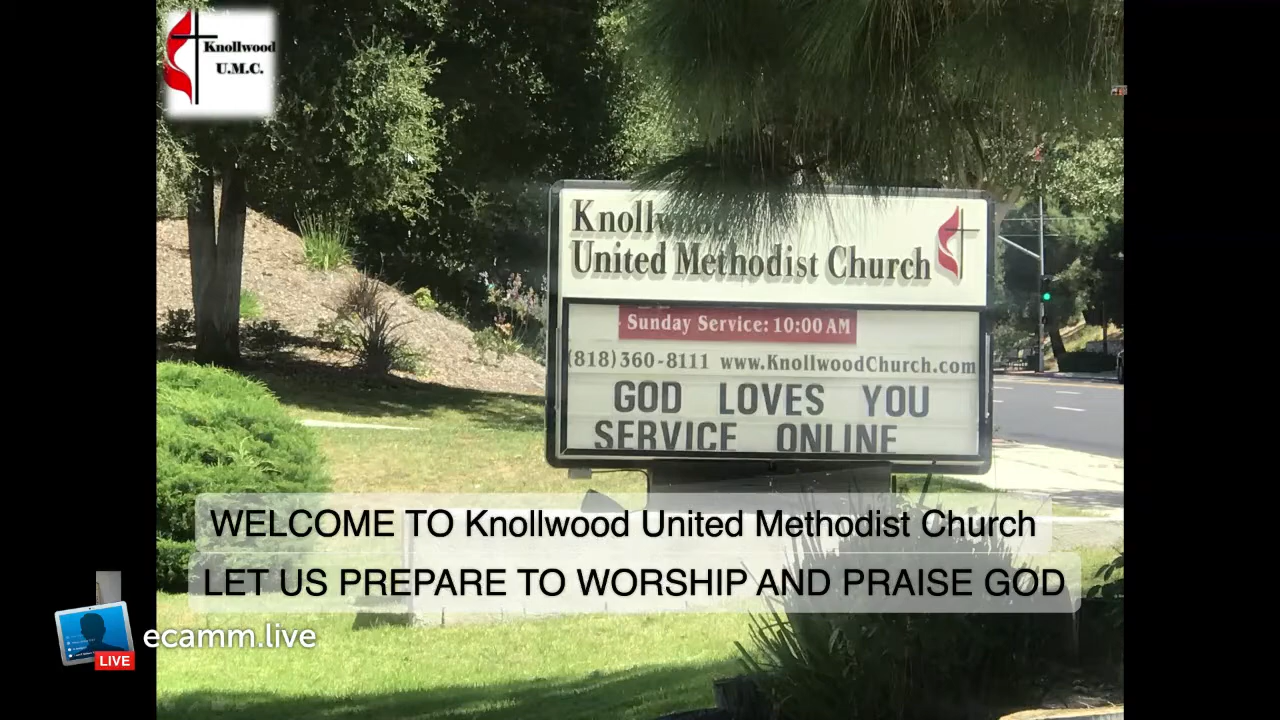 Knollwood
U.M.C.
Knollwood
United Methodist Church
Sunday Service: 10:00 AM
(818)360-8111 www.KnollwoodChurch.com
GOD LOVES YOU
SERVICE ONLINE
WELCOME TO Knollwood United Methodist Church
LET US PREPARE TO WORSHIP AND PRAISE GOD
ecamm.live
LIVE